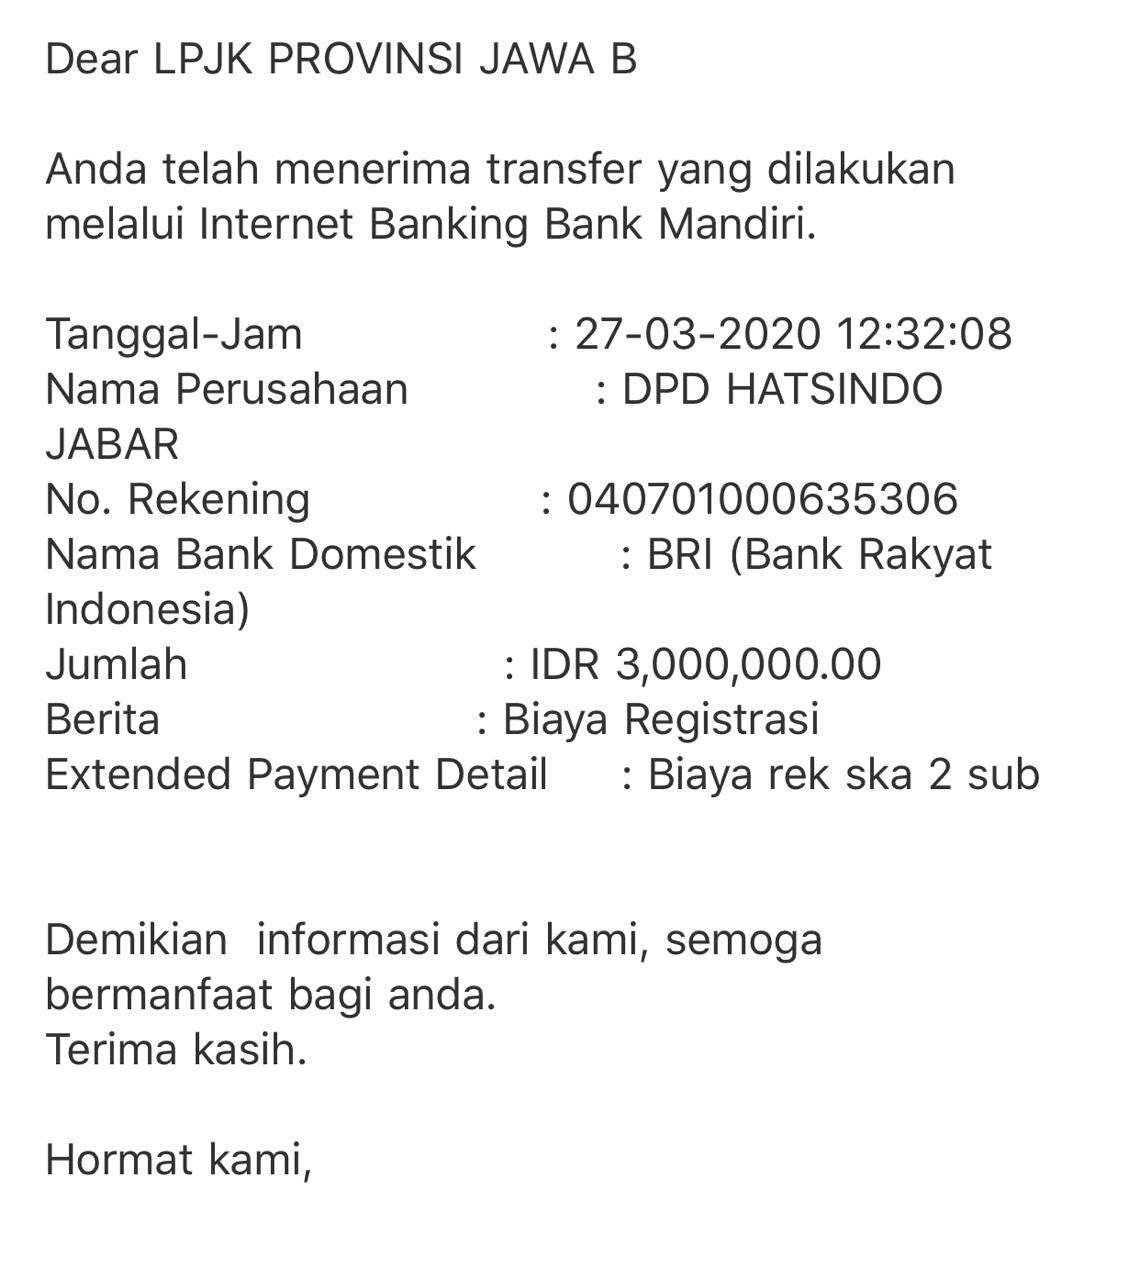 Dear LPJK PROVINSI JAWA B
Anda telah menerima transfer yang dilakukan
melalui Internet Banking Bank Mandiri.
Tanggal-Jam : 27-03-2020 12:32:08
Nama Perusahaan : DPD HATSINDO
JABAR
No. Rekening : 040701000635306
Nama Bank Domestik : BRI (Bank Rakyat
Indonesia)
Jumlah : IDR 3,000,000.00
Berita : Biaya Registrasi
Extended Payment Detail : Biaya rek ska 2 sub
Demikian informasi dari kami, semoga
bermanfaat bagi anda.
Terima kasih.
Hormat kami,